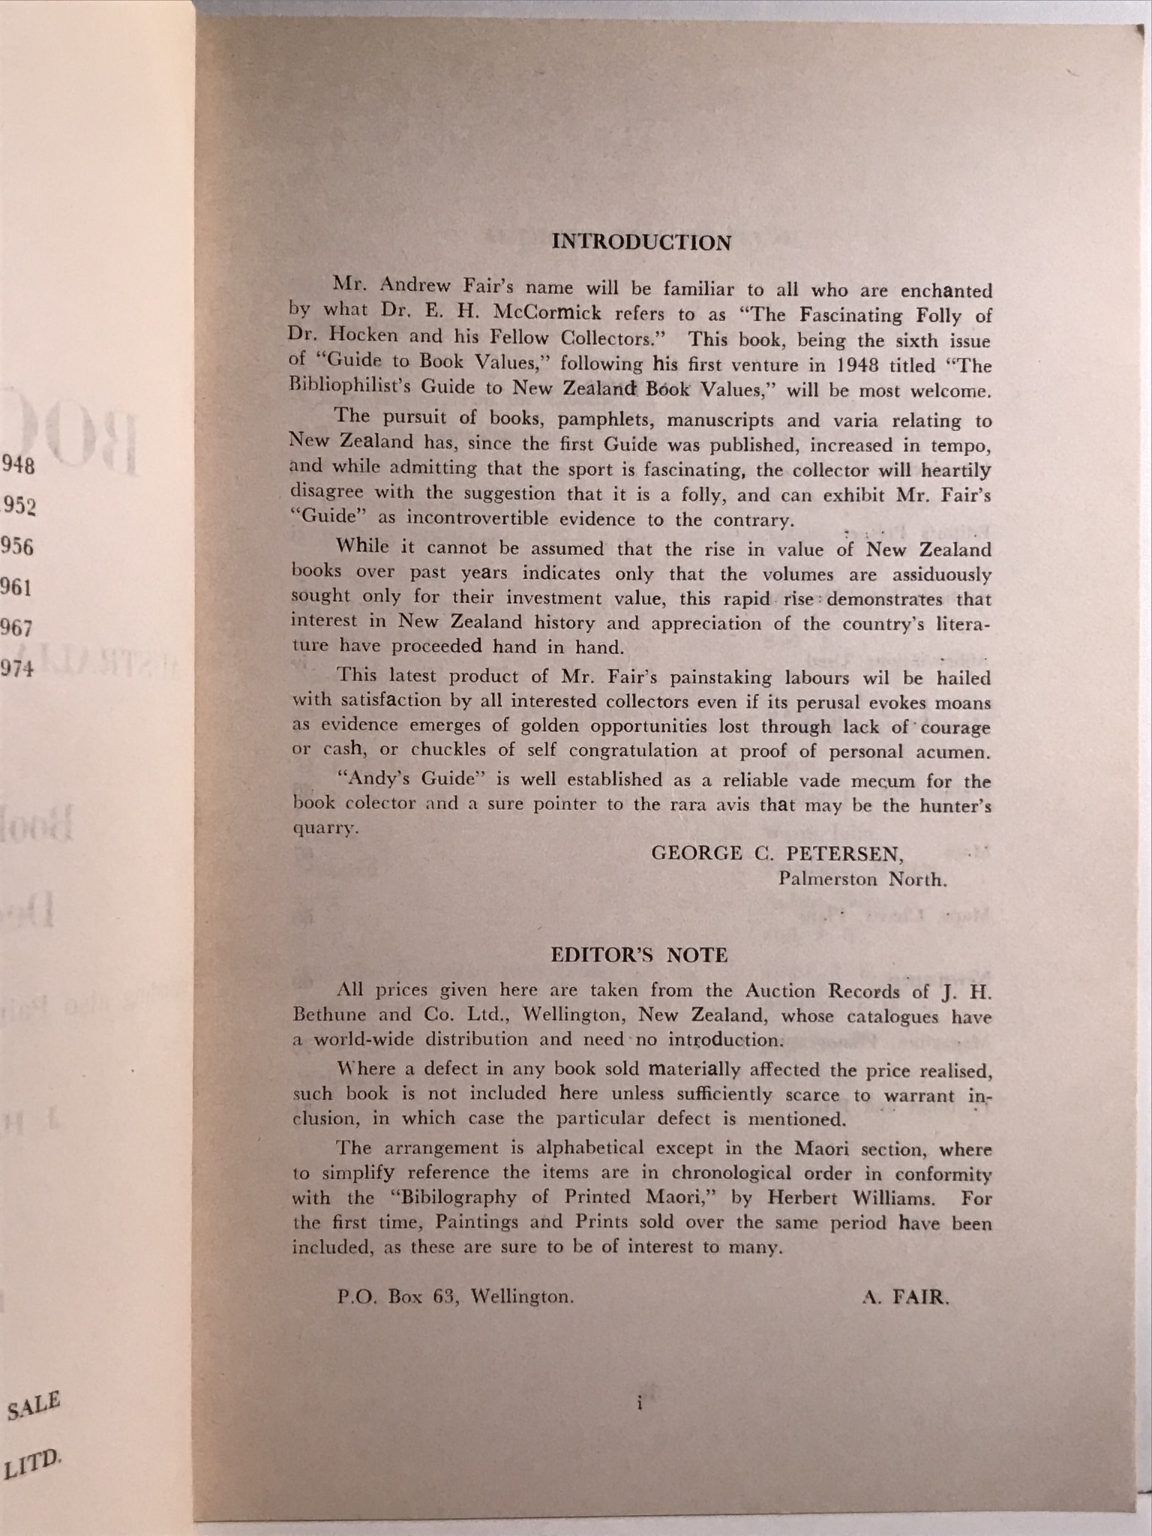 948
952
956
961
967
974
SALE
LITD.
INTRODUCTION
Mr. Andrew Fair's name will be familiar to all who are enchanted
by what Dr. E. H. McCormick refers to as “The Fascinating Folly of
Dr. Hocken and his Fellow Collectors.” This book, being the sixth issue
of “Guide to Book Values,” following his first venture in 1948 titled “The
Bibliophilist's Guide to New Zealand Book Values,” will be most welcome.
The pursuit of books, pamphlets, manuscripts and varia relating to
New Zealand has, since the first Guide was published, increased in tempo,
and while admitting that the sport is fascinating, the collector will heartily
disagree with the suggestion that it is a folly, and can exhibit Mr. Fair's
“Guide” as incontrovertible evidence to the contrary.
While it cannot be assumed that the rise in value of New Zealand
books over past years indicates only that the volumes are assiduously
sought only for their investment value, this rapid rise demonstrates that
interest in New Zealand history and appreciation of the country's litera-
ture have proceeded hand in hand.
This latest product of Mr. Fair's painstaking labours wil be hailed
with satisfaction by all interested collectors even if its perusal evokes moans
as evidence emerges of golden opportunities lost through lack of courage
or cash, or chuckles of self congratulation at proof of personal acumen.
“Andy's Guide” is well established as a reliable vade mecum for the
book colector and a sure pointer to the rara avis that may be the hunter's
quarry.
GEORGE C. PETERSEN,
Palmerston North.
EDITOR'S NOTE
All prices given here are taken from the Auction Records of J. H.
Bethune and Co. Ltd., Wellington, New Zealand, whose catalogues have
a world-wide distribution and need no introduction.
Where a defect in any book sold materially affected the price realised,
such book is not included here unless sufficiently scarce to warrant in-
clusion, in which case the particular defect is mentioned.
The arrangement is alphabetical except in the Maori section, where
to simplify reference the items are in chronological order in conformity
with the “Bibilography of Printed Maori,” by Herbert Williams. For
the first time, Paintings and Prints sold over the same period have been
included, as these are sure to be of interest to many.
P.O. Box 63, Wellington. A. FAIR.
i